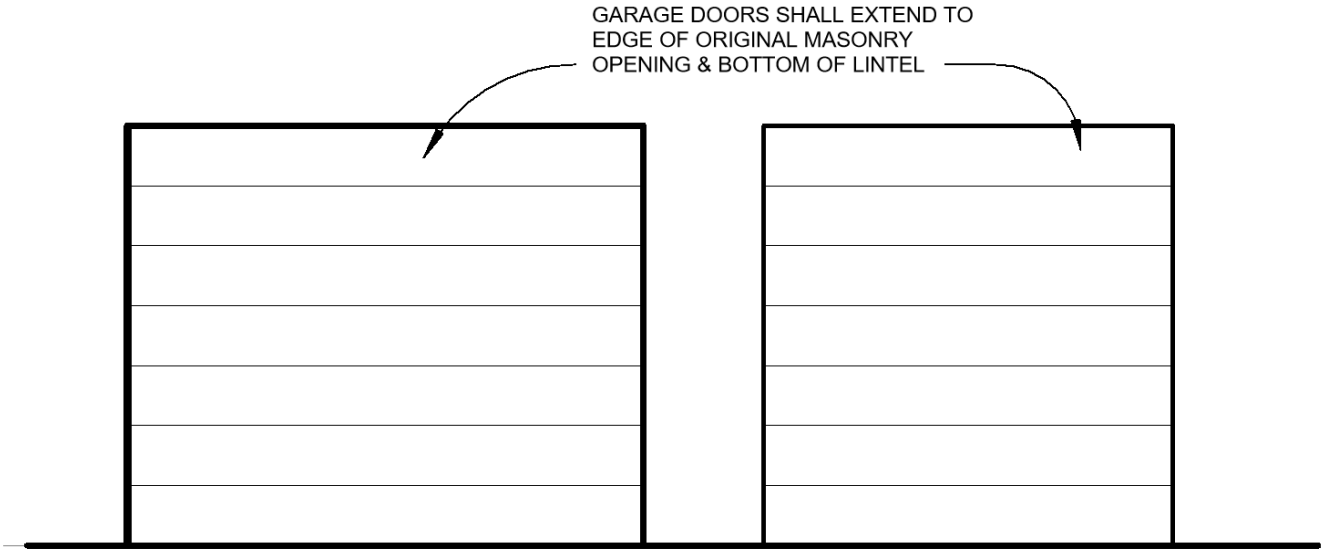 GARAGE DOORS SHALL EXTEND TO
EDGE OF ORIGINAL MASONRY
OPENING & BOTTOM OF LINTEL